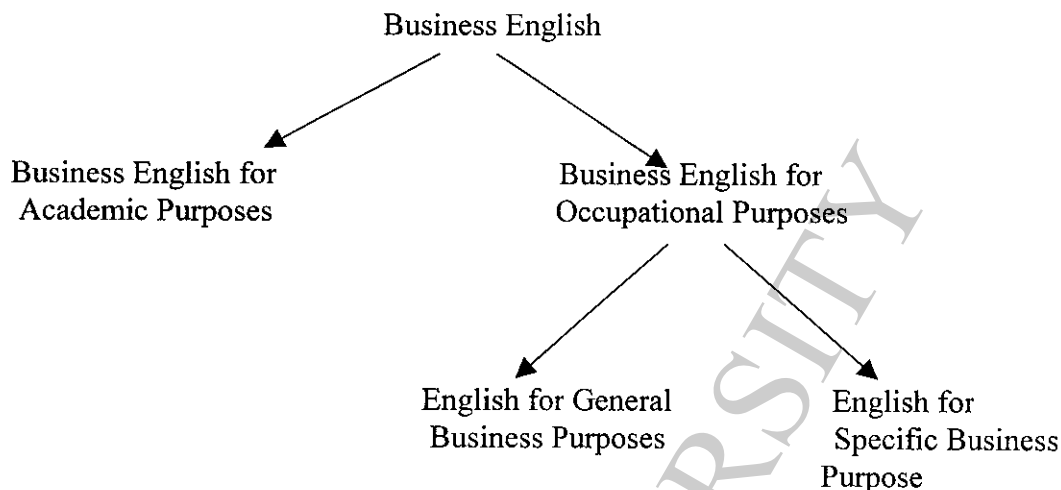 Business English
Business English for
Academic Purposes
Business English for
Occupational Purposes
English for General
Business Purposes
English for
Specific Business
Purpose
RSITY